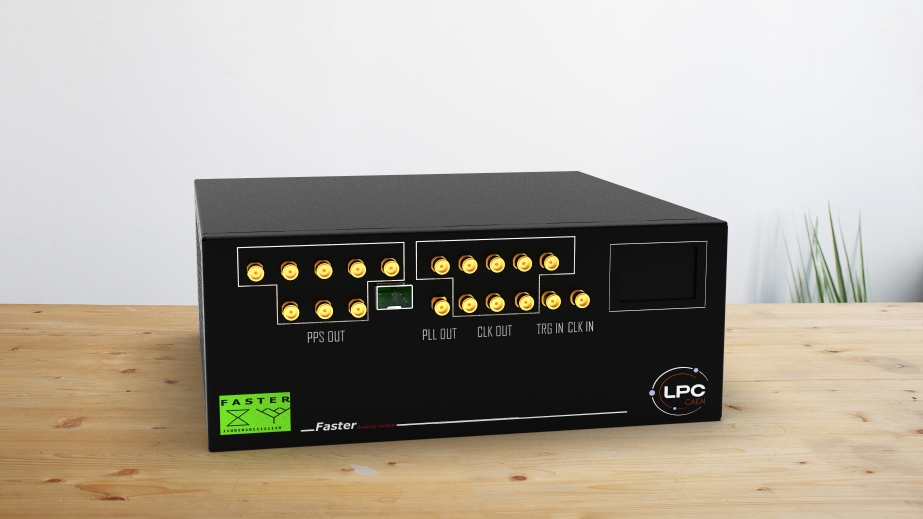 PPS OUT
PLL OUT
CLK OUT
TRG IN
CLK IN
FASTER
Faster
LPC
CAEN